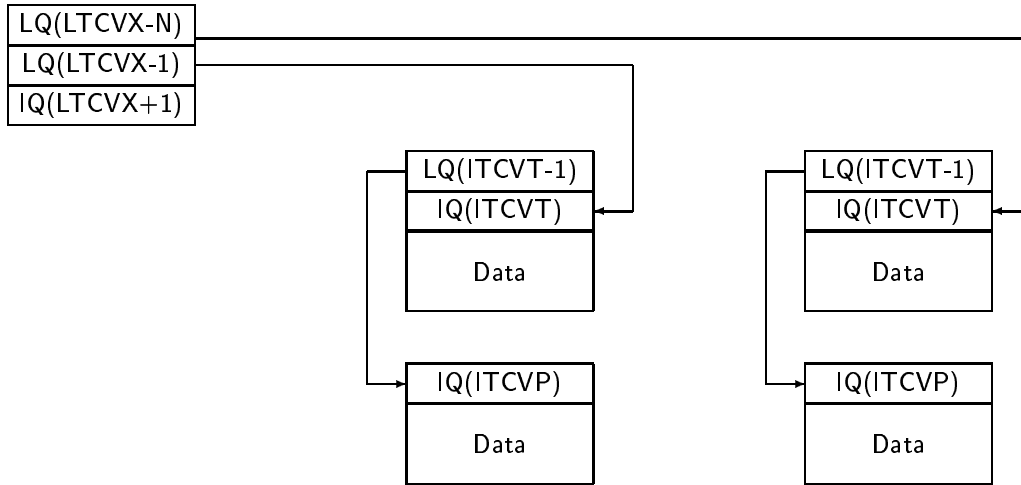 LQ(LTCVX-N)
LQ(LTCVX-1)
IQ(LTCVX+1)
LQ(ITCVT-1)
IQ(ITCVT)
Data
IQ(ITCVP)
Data
LQ(ITCVT-1)
IQ(ITCVT)
Data
IQ(ITCVP)
Data